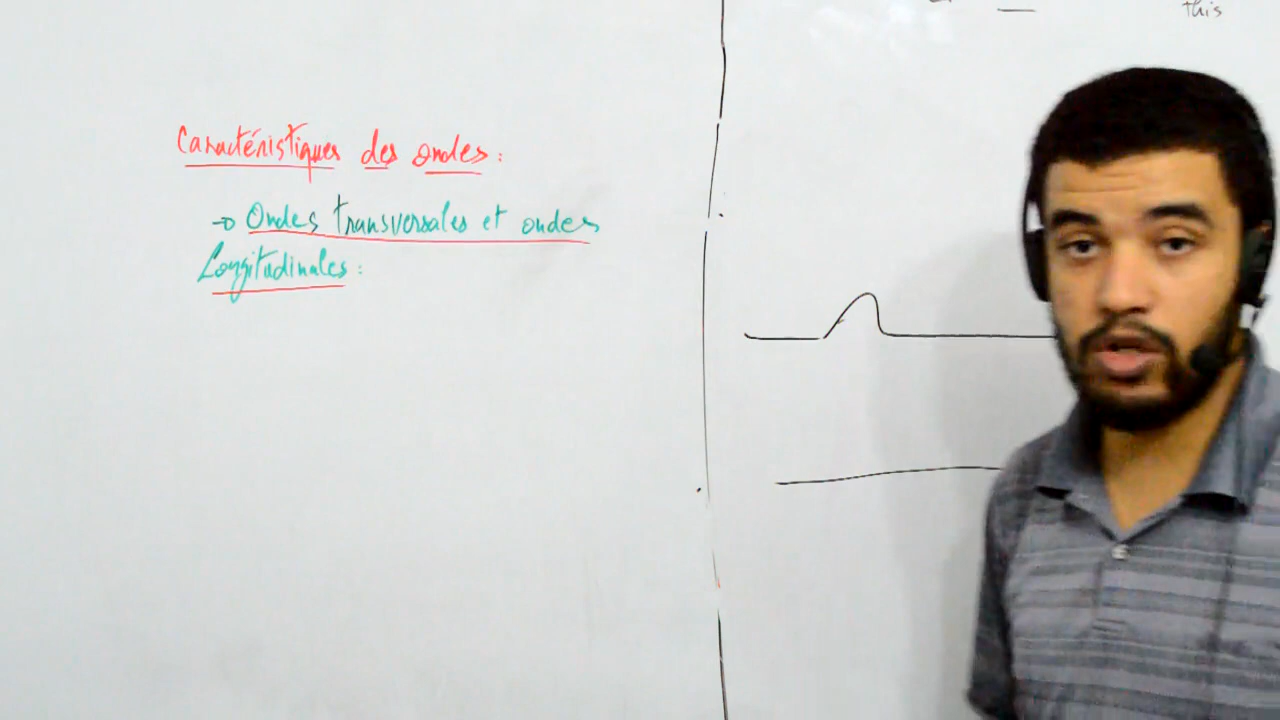 this
Caractéristiques des ondes :
→ Ondes transversales et ondes
Longitudinales :